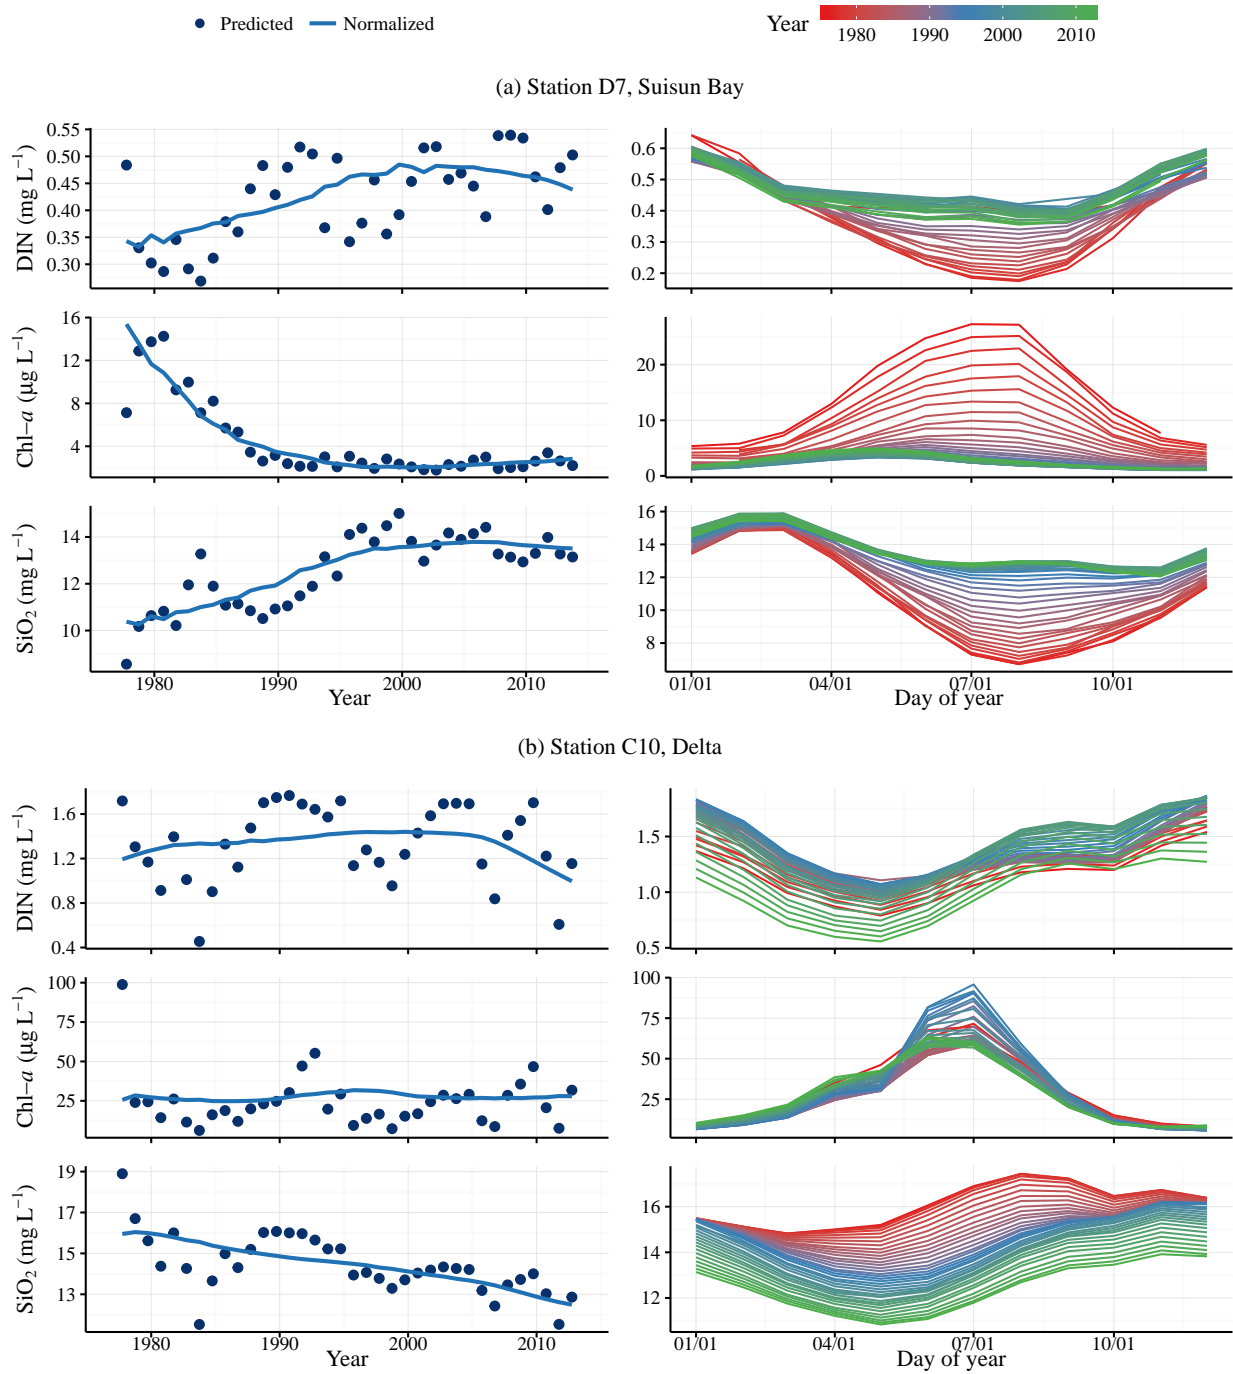 Predicted Normalized
Year
1980 1990 2000 2010
(a) Station D7, Suisun Bay
DIN (mg L⁻¹)
0.55
0.50
0.45
0.40
0.35
0.30
0.6
0.5
0.4
0.3
0.2
Chl−a (µg L⁻¹)
16
12
8
4
20
10
0
SiO₂ (mg L⁻¹)
14
12
10
16
14
12
10
8
1980 1990 2000 2010
Year
01/01 04/01 07/01 10/01
Day of year
(b) Station C10, Delta
DIN (mg L⁻¹)
1.6
1.2
0.8
0.4
1.5
1.0
0.5
Chl−a (µg L⁻¹)
100
75
50
25
100
75
50
25
SiO₂ (mg L⁻¹)
19
17
15
13
16
14
12
1980 1990 2000 2010
Year
01/01 04/01 07/01 10/01
Day of year